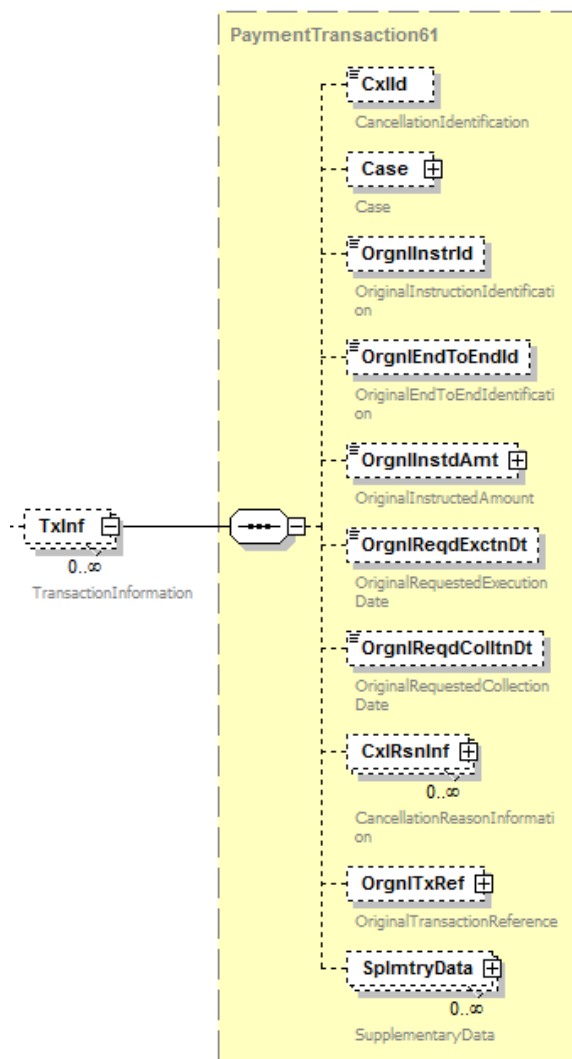 PaymentTransaction61
CxlId
CancellationIdentification
Case
Case
OrgnlInstrId
OriginalInstructionIdentificati
on
OrgnlEndToEndId
OriginalEndToEndIdentificati
on
OrgnlInstdAmt
OriginalInstructedAmount
TxInf
0..∞
TransactionInformation
OrgnlReqdExctnDt
OriginalRequestedExecution
Date
OrgnlReqdColltnDt
OriginalRequestedCollection
Date
CxlRsnInf
0..∞
CancellationReasonInformati
on
OrgnlTxRef
OriginalTransactionReference
SplmtryData
0..∞
SupplementaryData